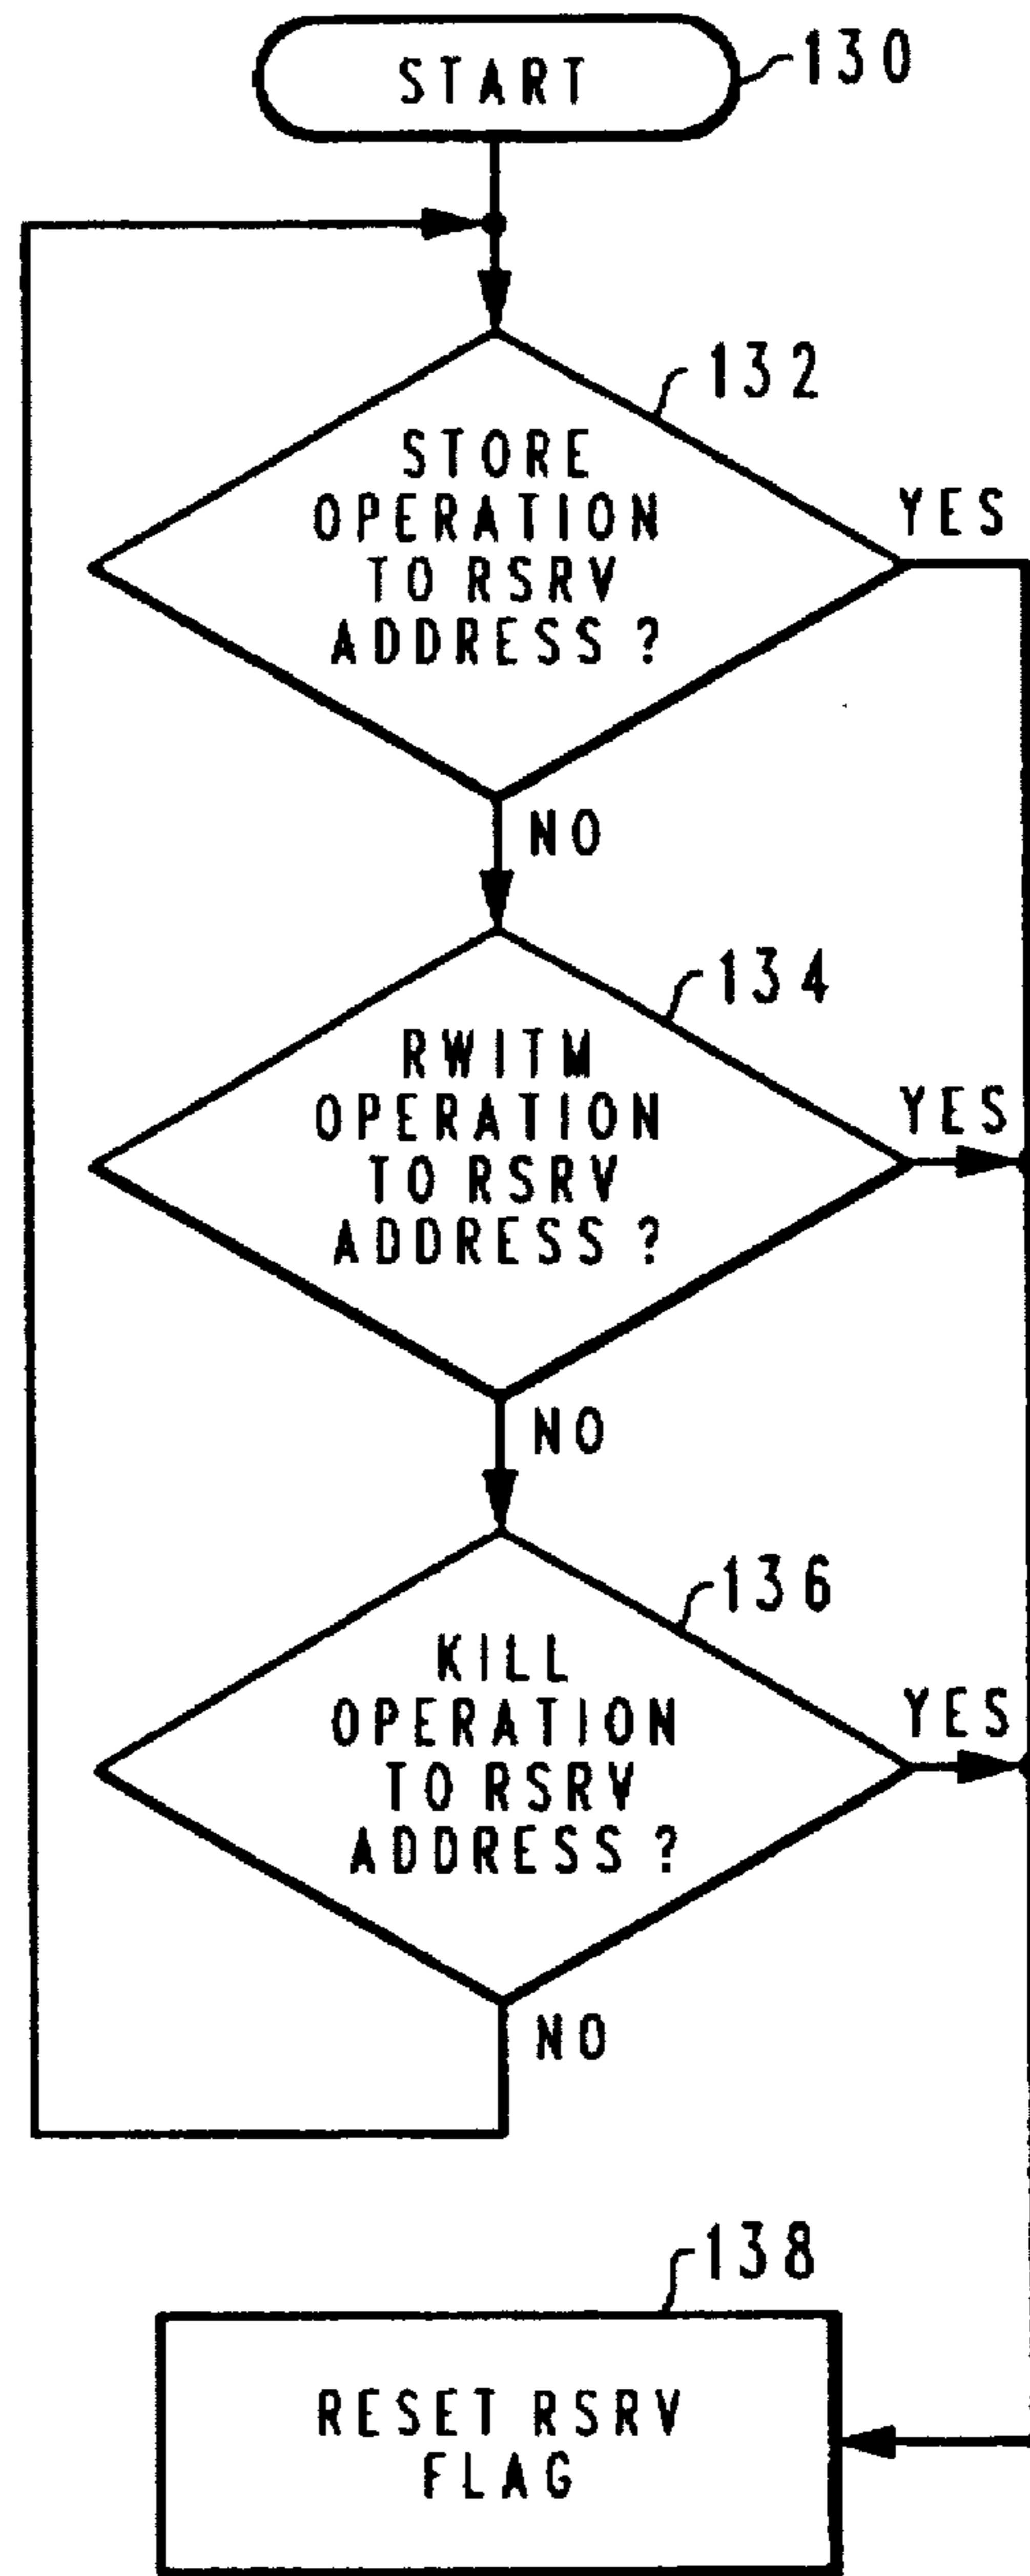 START
130
132
STORE
OPERATION
TO RSRV
ADDRESS ?
YES
NO
134
RWITM
OPERATION
TO RSRV
ADDRESS ?
YES
NO
136
KILL
OPERATION
TO RSRV
ADDRESS ?
YES
NO
138
RESET RSRV
FLAG